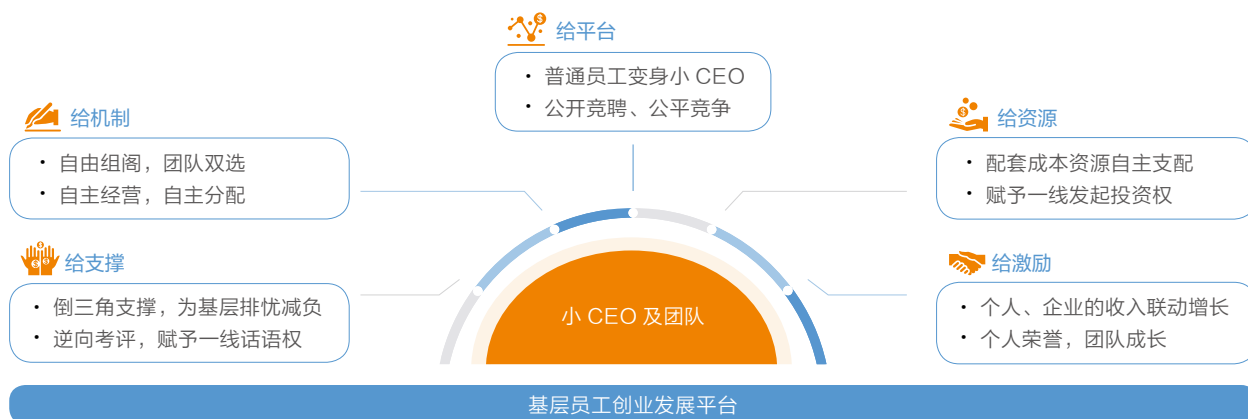 给平台
· 普通员工变身小 CEO
· 公开竞聘、公平竞争
给机制
· 自由组阁，团队双选
· 自主经营，自主分配
给资源
· 配套成本资源自主支配
· 赋予一线发起投资权
给支撑
· 倒三角支撑，为基层排忧减负
· 逆向考评，赋予一线话语权
给激励
· 个人、企业的收入联动增长
· 个人荣誉，团队成长
小 CEO 及团队
基层员工创业发展平台